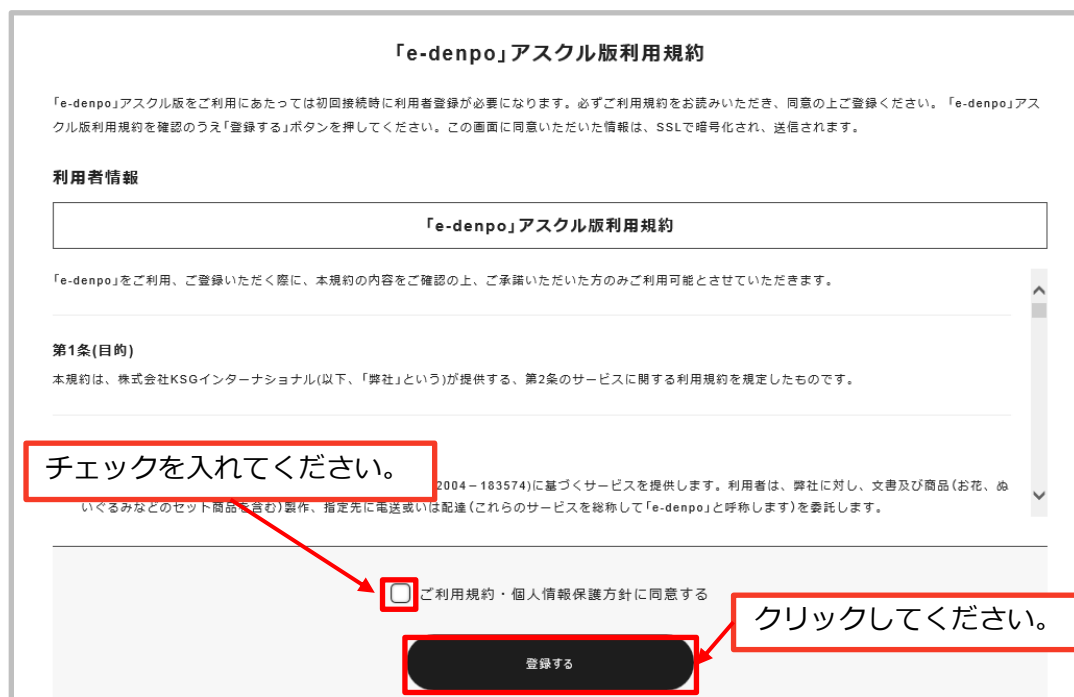 「e-denpo」アスクル版利用規約
「e-denpo」アスクル版をご利用にあたっては初回接続時に利用者登録が必要になります。必ずご利用規約をお読みいただき、同意の上ご登録ください。「e-denpo」アス
クル版利用規約を確認のうえ「登録する」ボタンを押してください。この画面に同意いただいた情報は、SSLで暗号化され、送信されます。
利用者情報
「e-denpo」アスクル版利用規約
「e-denpo」をご利用、ご登録いただく際に、本規約の内容をご確認の上、ご承諾いただいた方のみご利用可能とさせていただきます。
第1条(目的)
本規約は、株式会社KSGインターナショナル(以下、「弊社」という)が提供する、第2条のサービスに関する利用規約を規定したものです。
チェックを入れてください。
2004－183574)に基づくサービスを提供します。利用者は、弊社に対し、文書及び商品(お花、ぬ
いぐるみなどのセット商品を含む)製作、指定先に電送或いは配達(これらのサービスを総称して「e-denpo」と呼称します)を委託します。
ご利用規約・個人情報保護方針に同意する
クリックしてください。
登録する